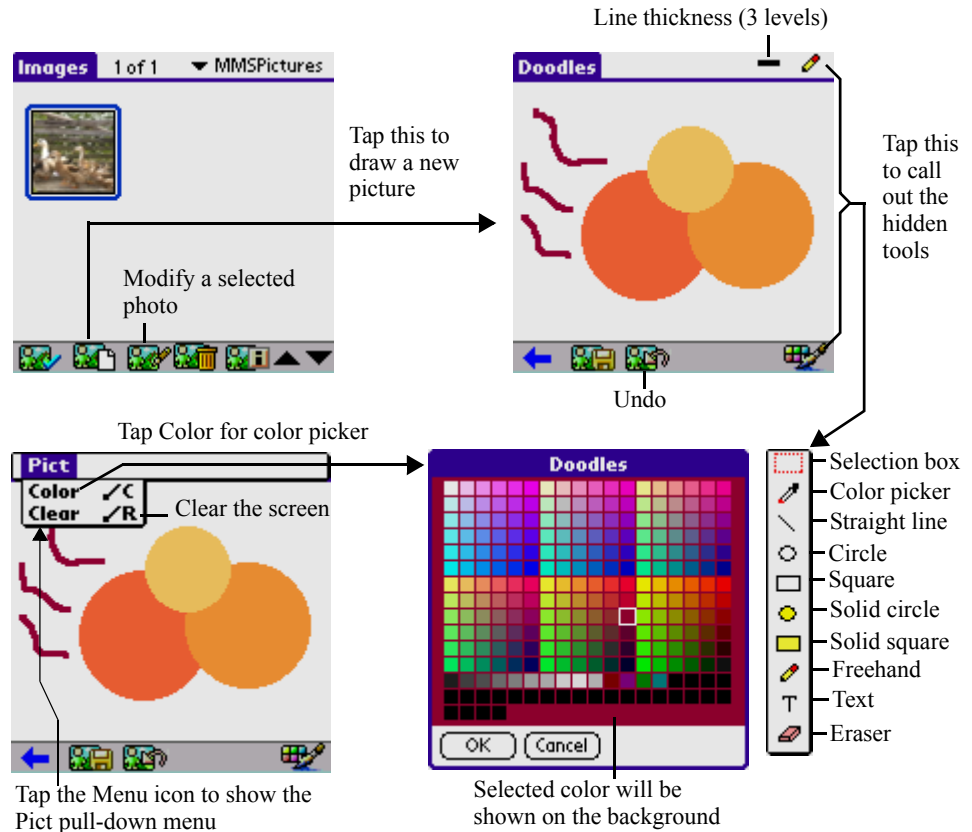 Line thickness (3 levels)
Images 1 of 1 MMSPictures
Doodles
Tap this to
draw a new
picture
Tap this
to call
out the
hidden
tools
Modify a selected
photo
Undo
Tap Color for color picker
Pict
Color /C
Clear /R
Clear the screen
Doodles
OK Cancel
Selection box
Color picker
Straight line
Circle
Square
Solid circle
Solid square
Freehand
T Text
Eraser
Tap the Menu icon to show the
Pict pull-down menu
Selected color will be
shown on the background